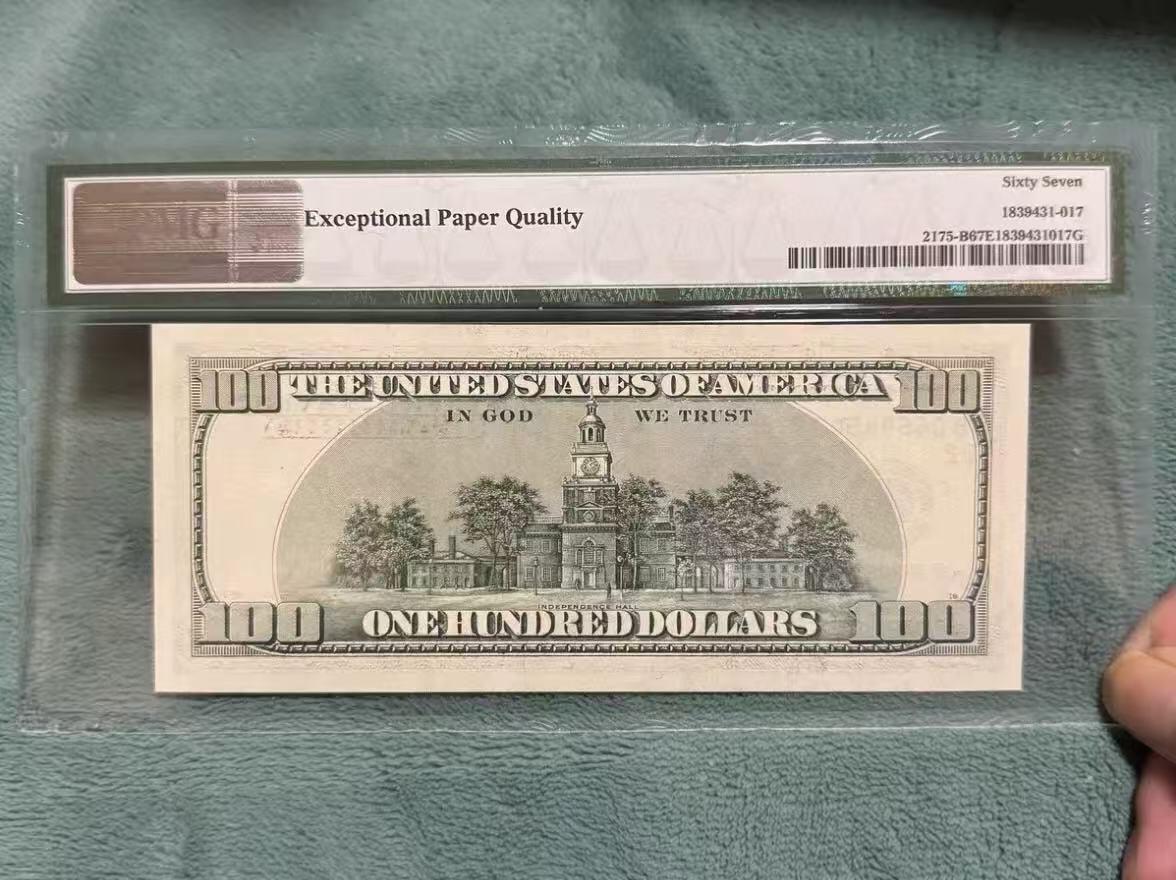 PMG
Exceptional Paper Quality
Sixty Seven
1839431-017
2175-B67E1839431017G
100 THE UNITED STATES OF AMERICA 100
IN GOD WE TRUST
INDEPENDENCE HALL
100 ONE HUNDRED DOLLARS 100